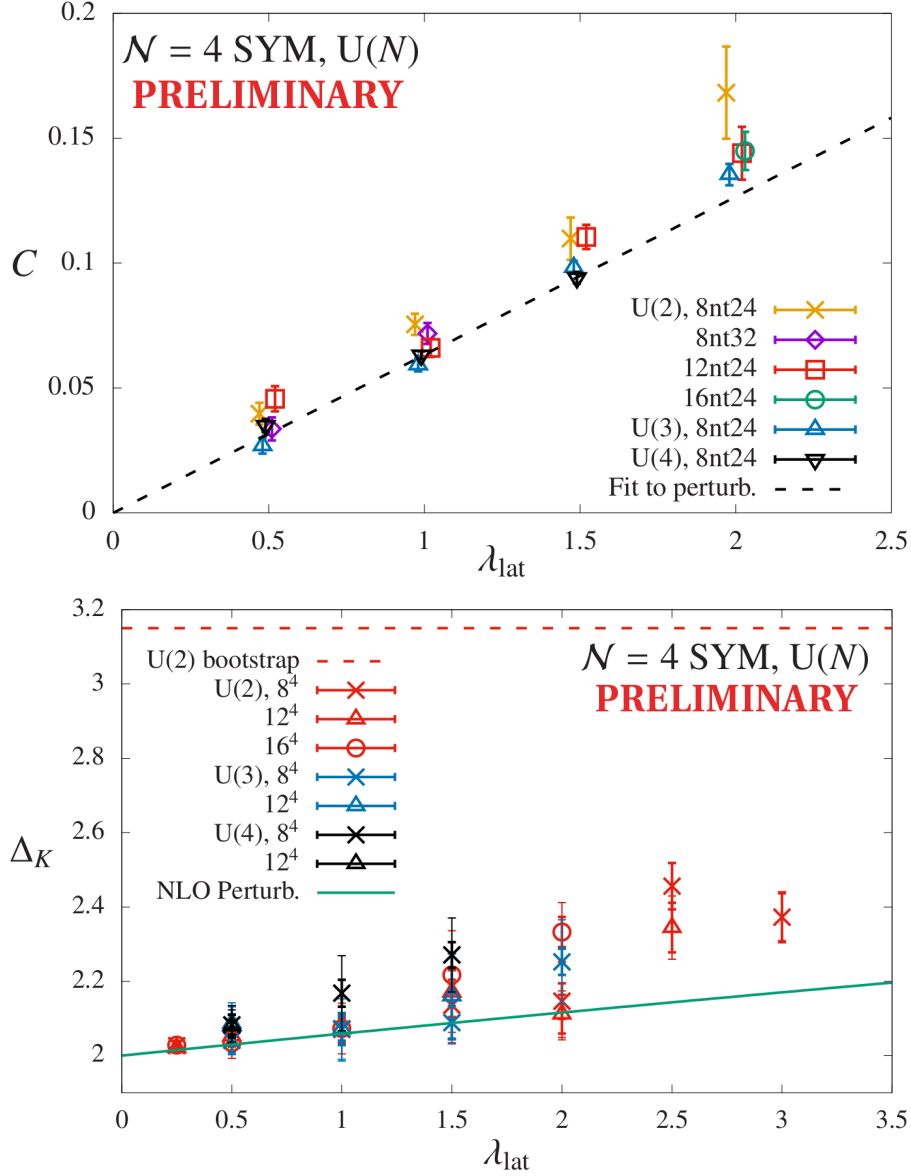 0.2
𝒩 = 4 SYM, U(N)
PRELIMINARY
0.15
C
0.1
U(2), 8nt24
8nt32
0.05
12nt24
16nt24
U(3), 8nt24
U(4), 8nt24
Fit to perturb.
0
0 0.5 1 1.5 2 2.5
λlat
3.2
U(2) bootstrap
𝒩 = 4 SYM, U(N)
PRELIMINARY
U(2), 8⁴
3
12⁴
16⁴
2.8
U(3), 8⁴
12⁴
2.6
ΔK
U(4), 8⁴
12⁴
NLO Perturb.
2.4
2.2
2
0 0.5 1 1.5 2 2.5 3 3.5
λlat